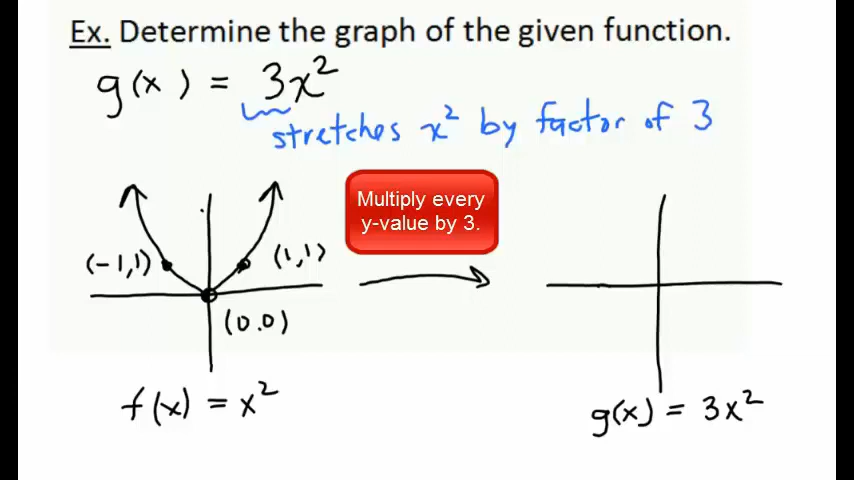 Ex. Determine the graph of the given function.
g(x) = 3x²
stretches x² by factor of 3
Multiply every
y-value by 3.
(-1,1)
(1,1)
(0.0)
f(x) = x²
g(x) = 3x²